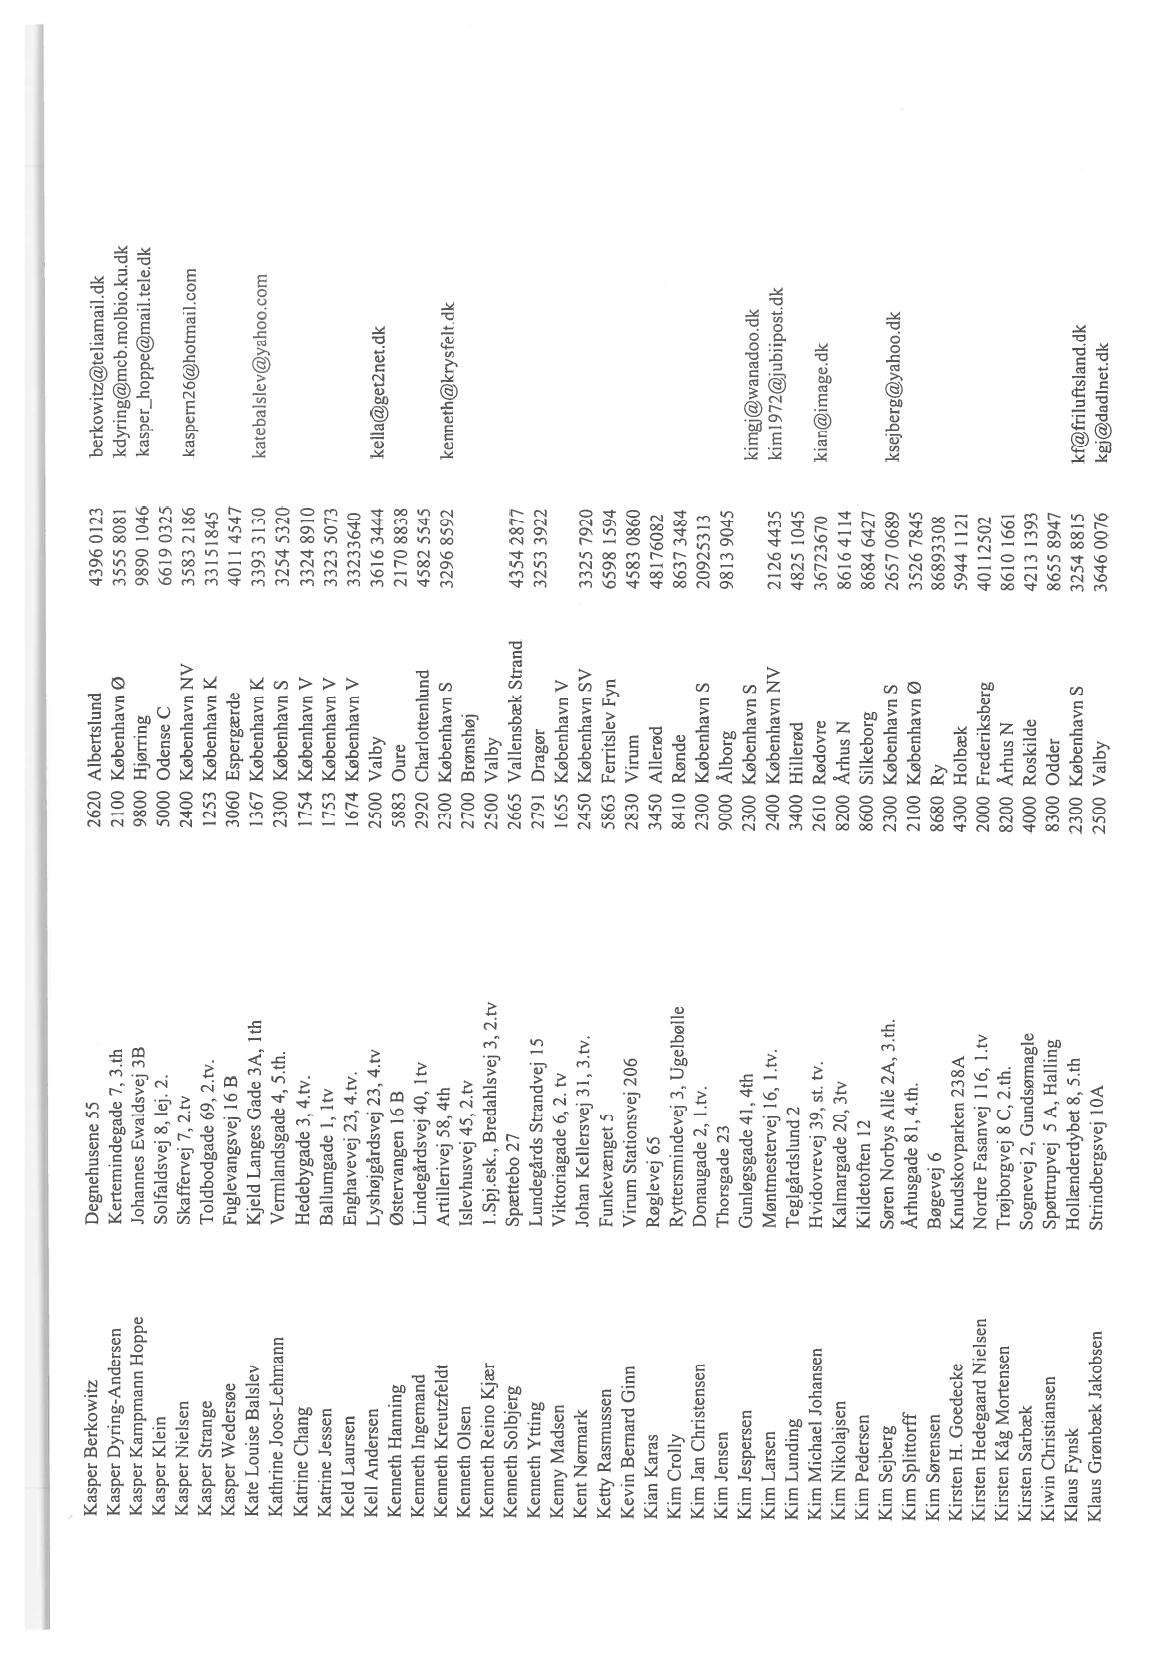 Kasper Berkowitz Degnehusene 55 2620 Albertslund 4396 0123 berkowitz@teliamail.dk
Kasper Dyring-Andersen Kertemindegade 7, 3.th 2100 København Ø 3555 8081 kdyring@mcb.molbio.ku.dk
Kasper Kampmann Hoppe Johannes Ewaldsvej 3B 9800 Hjørring 9890 1046 kasper_hoppe@mail.tele.dk
Kasper Klein Solfaldsvej 8, lej. 2. 5000 Odense C 6619 0325
Kasper Nielsen Skaffervej 7, 2.tv 2400 København NV 3583 2186 kaspern26@hotmail.com
Kasper Strange Toldbodgade 69, 2.tv. 1253 København K 33151845
Kasper Wedersøe Fuglevangsvej 16 B 3060 Espergærde 4011 4547
Kate Louise Balslev Kjeld Langes Gade 3A, 1th 1367 København K 3393 3130 katebalslev@yahoo.com
Kathrine Joos-Lehmann Vermlandsgade 4, 5.th. 2300 København S 3254 5320
Katrine Chang Hedebygade 3, 4.tv. 1754 København V 3324 8910
Katrine Jessen Ballumgade 1, 1tv 1753 København V 3323 5073
Keld Laursen Enghavevej 23, 4.tv. 1674 København V 33233640
Kell Andersen Lyshøjgårdsvej 23, 4.tv 2500 Valby 3616 3444 kella@get2net.dk
Kenneth Hanning Østervangen 16 B 5883 Oure 2170 8838
Kenneth Ingemand Lindegårdsvej 40, 1tv 2920 Charlottenlund 4582 5545
Kenneth Kreutzfeldt Artillerivej 58, 4th 2300 København S 3296 8592 kenneth@krysfelt.dk
Kenneth Olsen Islevhusvej 45, 2.tv 2700 Brønshøj
Kenneth Reino Kjær 1.Spj.esk., Bredahlsvej 3, 2.tv 2500 Valby
Kenneth Solbjerg Spættebo 27 2665 Vallensbæk Strand 4354 2877
Kenneth Ytting Lundegårds Strandvej 15 2791 Dragør 3253 3922
Kenny Madsen Viktoriagade 6, 2. tv 1655 København V
Kent Nørmark Johan Kellersvej 31, 3.tv. 2450 København SV 3325 7920
Ketty Rasmussen Funkevænget 5 5863 Ferritslev Fyn 6598 1594
Kevin Bernard Ginn Virum Stationsvej 206 2830 Virum 4583 0860
Kian Karas Røglevej 65 3450 Allerød 48176082
Kim Crolly Ryttersmindevej 3, Ugelbølle 8410 Rønde 8637 3484
Kim Jan Christensen Donaugade 2, 1.tv. 2300 København S 20925313
Kim Jensen Thorsgade 23 9000 Ålborg 9813 9045
Kim Jespersen Gunløgsgade 41, 4th 2300 København S kimgj@wanadoo.dk
Kim Larsen Møntmestervej 16, 1.tv. 2400 København NV 2126 4435 kim1972@jubiipost.dk
Kim Lunding Teglgårdslund 2 3400 Hillerød 4825 1045
Kim Michael Johansen Hvidovrevej 39, st. tv. 2610 Rødovre 36723670 kian@image.dk
Kim Nikolajsen Kalmargade 20, 3tv 8200 Århus N 8616 4114
Kim Pedersen Kildetoften 12 8600 Silkeborg 8684 6427
Kim Sejberg Søren Norbys Allé 2A, 3.th. 2300 København S 2657 0689 ksejberg@yahoo.dk
Kim Splittorff Århusgade 81, 4.th. 2100 København Ø 3526 7845
Kim Sørensen Bøgevej 6 8680 Ry 86893308
Kirsten H. Goedecke Knudskovparken 238A 4300 Holbæk 5944 1121
Kirsten Hedegaard Nielsen Nordre Fasanvej 116, 1.tv 2000 Frederiksberg 40112502
Kirsten Kåg Mortensen Trøjborgvej 8 C, 2.th. 8200 Århus N 8610 1661
Kirsten Sarbæk Sognevej 2, Gundsømagle 4000 Roskilde 4213 1393
Kiwin Christiansen Spøttrupvej 5 A, Halling 8300 Odder 8655 8947
Klaus Fynsk Hollænderdybet 8, 5.th 2300 København S 3254 8815 kf@friluftsland.dk
Klaus Grønbæk Jakobsen Strindbergsvej 10A 2500 Valby 3646 0076 kgj@dadlnet.dk